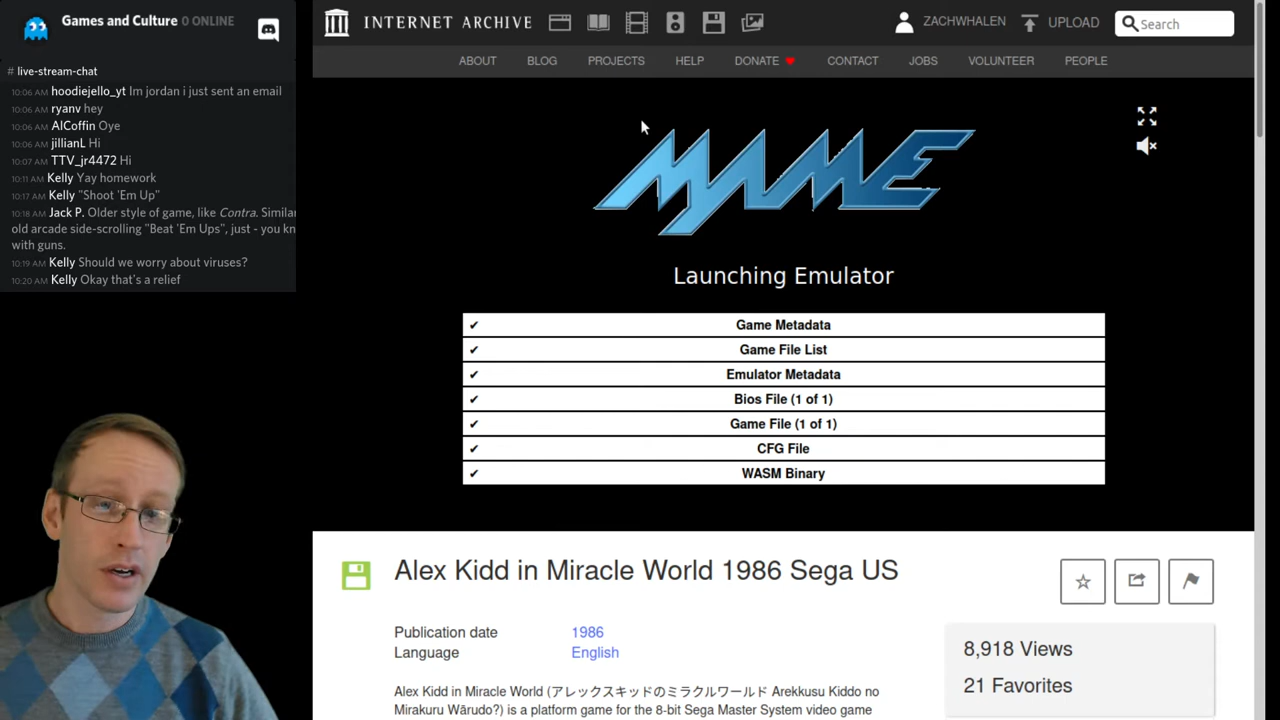 Games and Culture 0 ONLINE
# live-stream-chat
10:06 AM hoodiejello_yt Im jordan i just sent an email
10:06 AM ryanv hey
10:06 AM AlCoffin Oye
10:06 AM jillianL Hi
10:07 AM TTV_jr4472 Hi
10:11 AM Kelly Yay homework
10:17 AM Kelly "Shoot 'Em Up"
10:18 AM Jack P. Older style of game, like Contra. Similar
old arcade side-scrolling "Beat 'Em Ups", just - you kn
with guns.
10:19 AM Kelly Should we worry about viruses?
10:20 AM Kelly Okay that's a relief
INTERNET ARCHIVE
ZACHWHALEN
UPLOAD
Search
ABOUT BLOG PROJECTS HELP DONATE CONTACT JOBS VOLUNTEER PEOPLE
MAME
Launching Emulator
✔ Game Metadata
✔ Game File List
✔ Emulator Metadata
✔ Bios File (1 of 1)
✔ Game File (1 of 1)
✔ CFG File
✔ WASM Binary
Alex Kidd in Miracle World 1986 Sega US
Publication date 1986
Language English
8,918 Views
21 Favorites
Alex Kidd in Miracle World (アレックスキッドのミラクルワールド Arekkusu Kiddo no
Mirakuru Wārudo?) is a platform game for the 8-bit Sega Master System video game